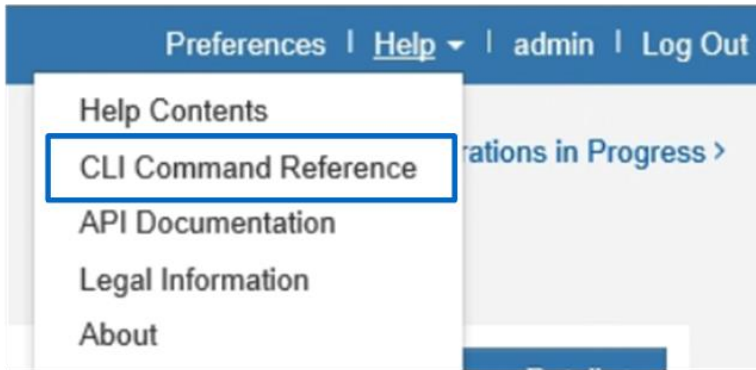 Preferences | Help | admin | Log Out
Help Contents
CLI Command Reference
rations in Progress >
API Documentation
Legal Information
About